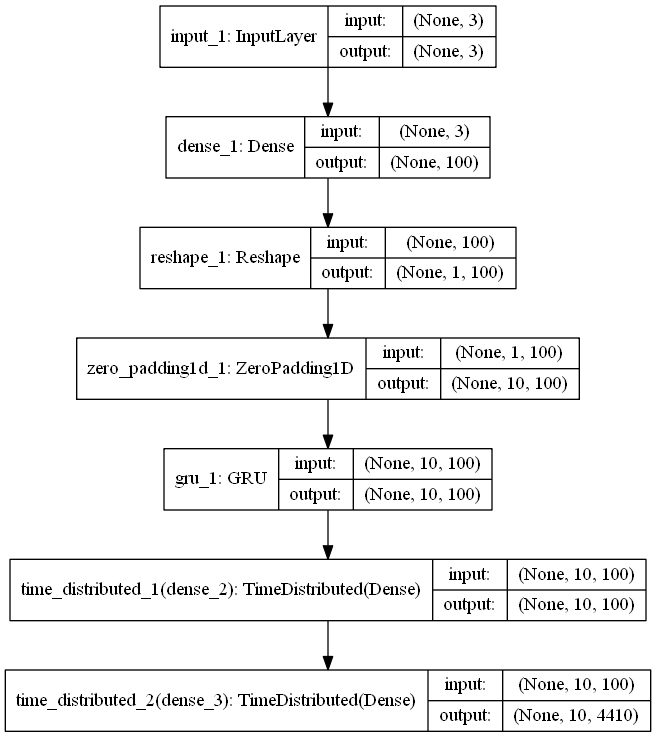 input_1: InputLayer
input: (None, 3)
output: (None, 3)
dense_1: Dense
input: (None, 3)
output: (None, 100)
reshape_1: Reshape
input: (None, 100)
output: (None, 1, 100)
zero_padding1d_1: ZeroPadding1D
input: (None, 1, 100)
output: (None, 10, 100)
gru_1: GRU
input: (None, 10, 100)
output: (None, 10, 100)
time_distributed_1(dense_2): TimeDistributed(Dense)
input: (None, 10, 100)
output: (None, 10, 100)
time_distributed_2(dense_3): TimeDistributed(Dense)
input: (None, 10, 100)
output: (None, 10, 4410)